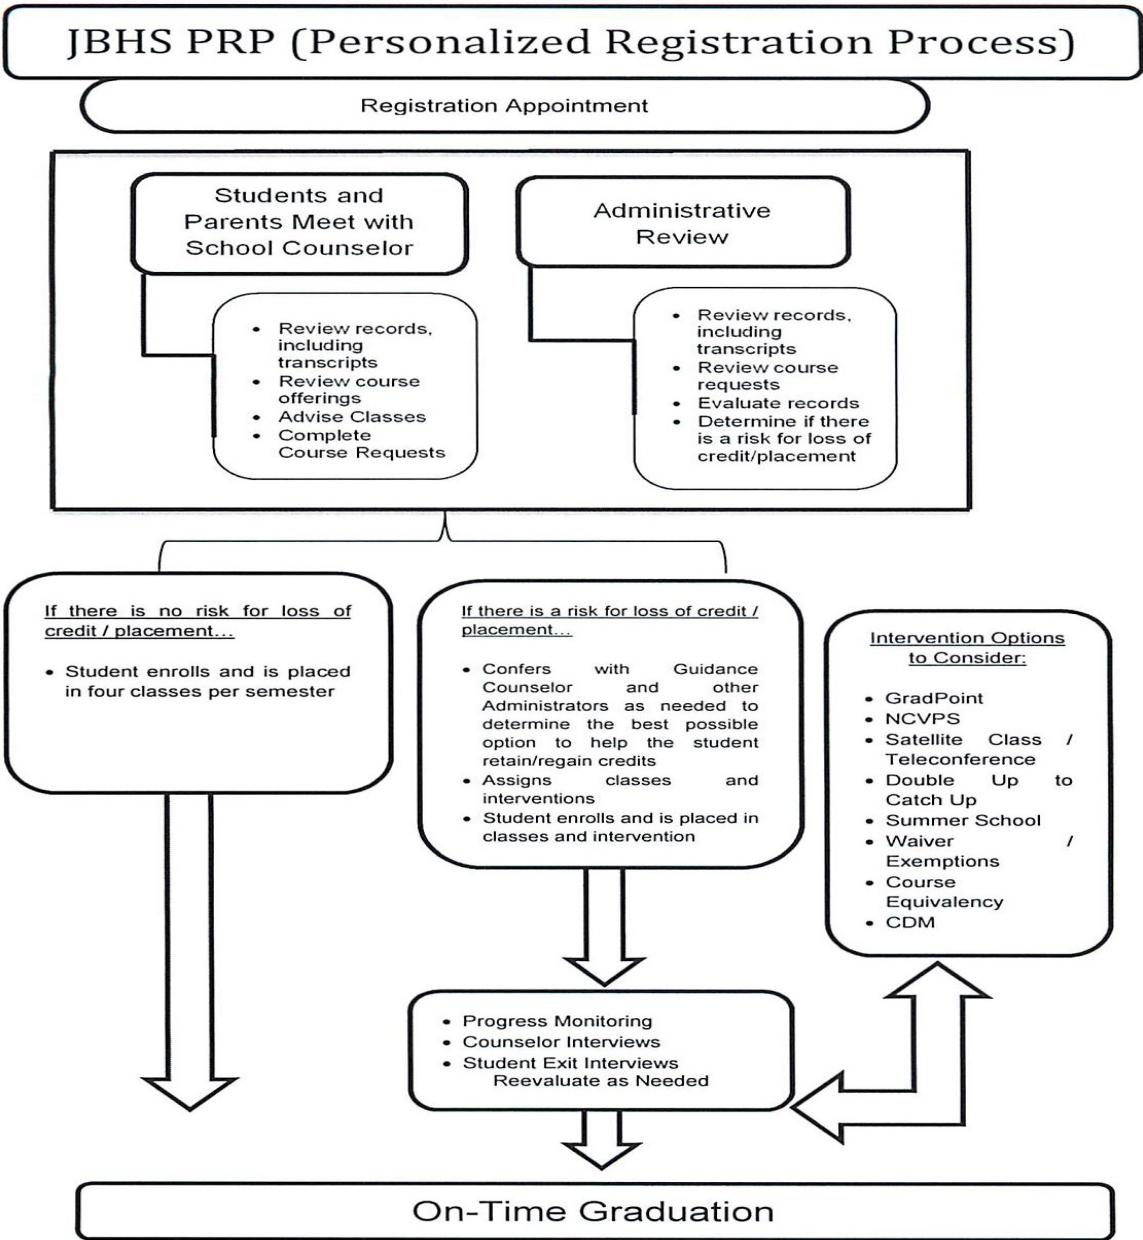 JBHS PRP (Personalized Registration Process)
Registration Appointment
Students and
Parents Meet with
School Counselor
• Review records,
including
transcripts
• Review course
offerings
• Advise Classes
• Complete
Course Requests
Administrative
Review
• Review records,
including
transcripts
• Review course
requests
• Evaluate records
• Determine if there
is a risk for loss of
credit/placement
If there is no risk for loss of
credit / placement…
• Student enrolls and is placed
in four classes per semester
If there is a risk for loss of credit /
placement…
• Confers with Guidance
Counselor and other
Administrators as needed to
determine the best possible
option to help the student
retain/regain credits
• Assigns classes and
interventions
• Student enrolls and is placed in
classes and intervention
Intervention Options
to Consider:
• GradPoint
• NCVPS
• Satellite Class /
Teleconference
• Double Up to
Catch Up
• Summer School
• Waiver /
Exemptions
• Course
Equivalency
• CDM
• Progress Monitoring
• Counselor Interviews
• Student Exit Interviews
Reevaluate as Needed
On-Time Graduation